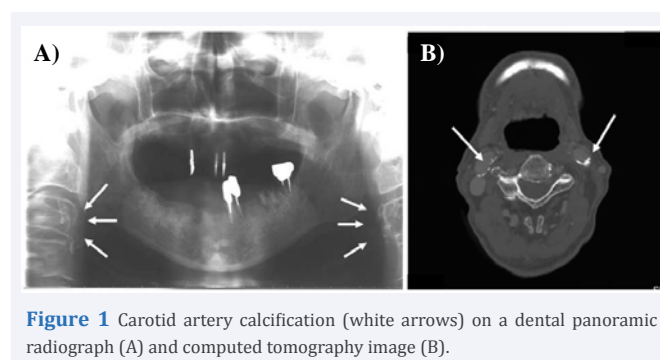 A)
B)
Figure 1 Carotid artery calcification (white arrows) on a dental panoramic
radiograph (A) and computed tomography image (B).